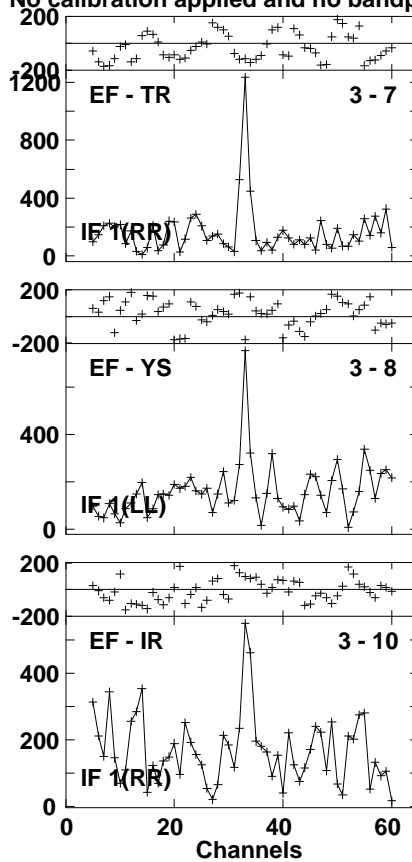 No calibration applied and no bandp
200
-200
1200
EF - TR 3 - 7
800
400
IF 1(RR)
0
200
-200
EF - YS 3 - 8
400
IF 1(LL)
0
200
-200
EF - IR 3 - 10
400
200
IF 1(RR)
0
0 20 40 60
Channels